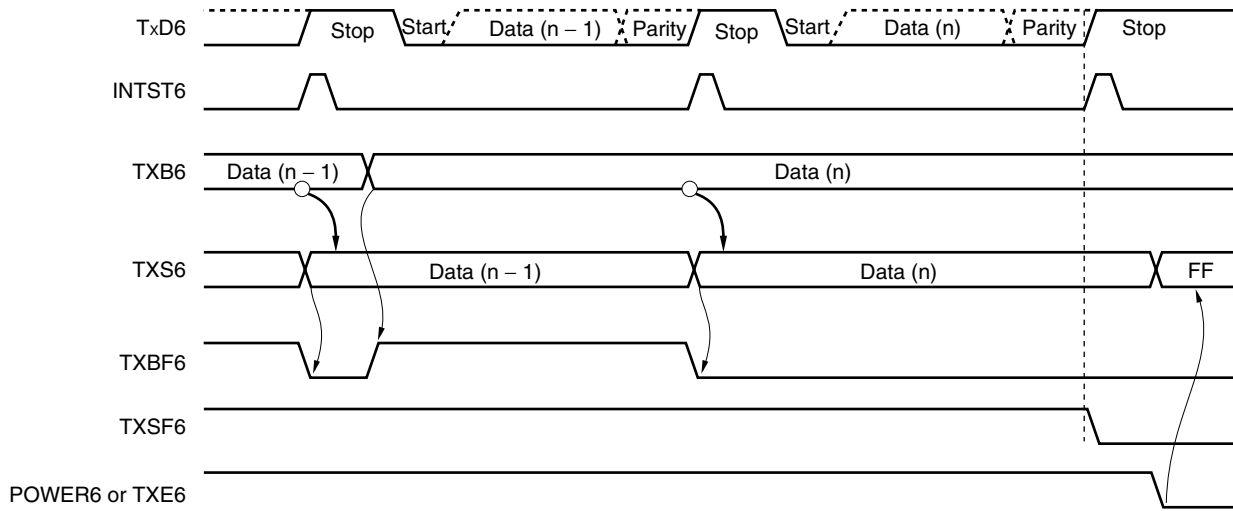 TxD6
Stop Start Data (n − 1) Parity Stop Start Data (n) Parity Stop
INTST6
TXB6
Data (n − 1) Data (n)
TXS6
Data (n − 1) Data (n) FF
TXBF6
TXSF6
POWER6 or TXE6